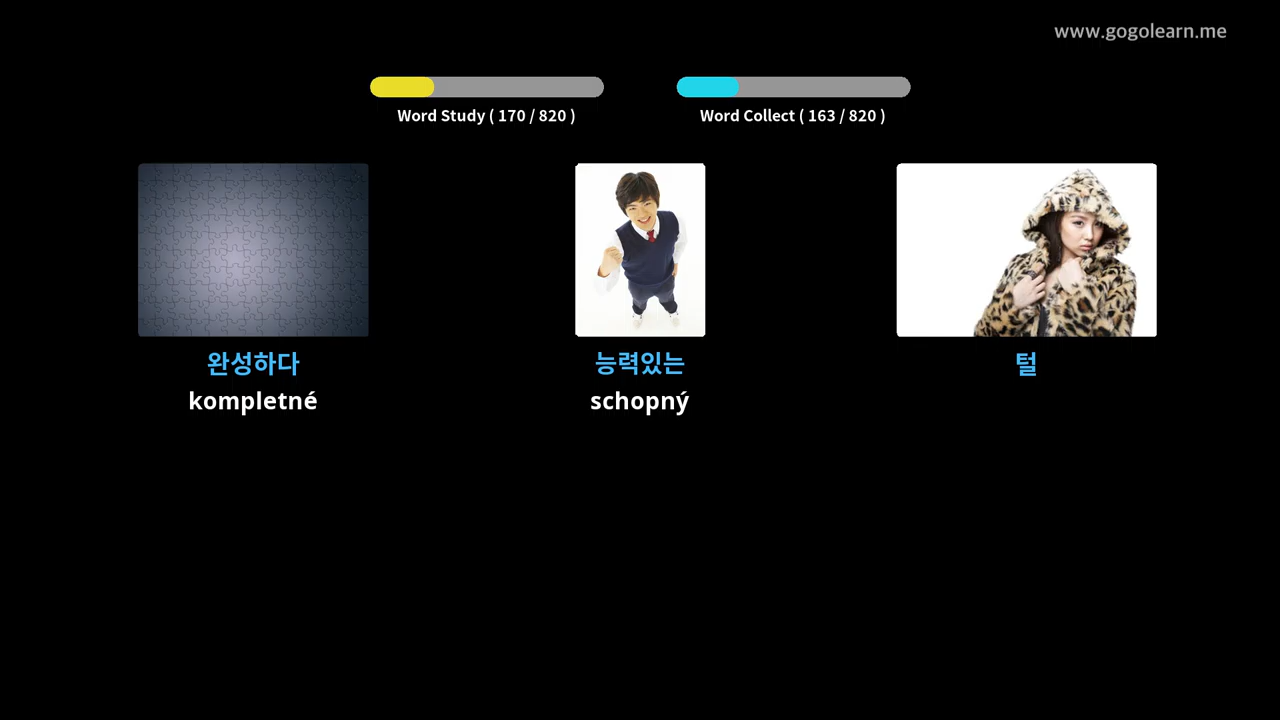 www.gogolearn.me
Word Study ( 170 / 820 )
Word Collect ( 163 / 820 )
완성하다
kompletné
능력있는
schopný
털